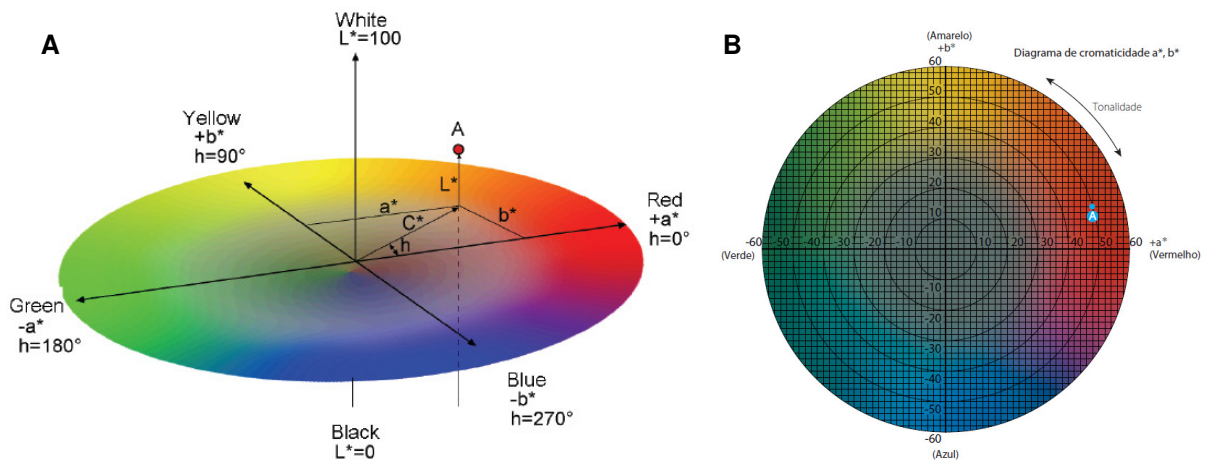 A
White
L*=100
Yellow
+b*
h=90°
A
L*
a*
C*
b*
h
Red
+a*
h=0°
Green
-a*
h=180°
Blue
-b*
h=270°
Black
L*=0
B
(Amarelo)
+b*
60
Diagrama de cromaticidade a*, b*
Tonalidade
50
40
30
20
10
A
-60 -50 -40 -30 -20 -10 10 20 30 40 50 60 +a*
(Verde)
(Vermelho)
-10
-20
-30
-40
-50
-60
(Azul)